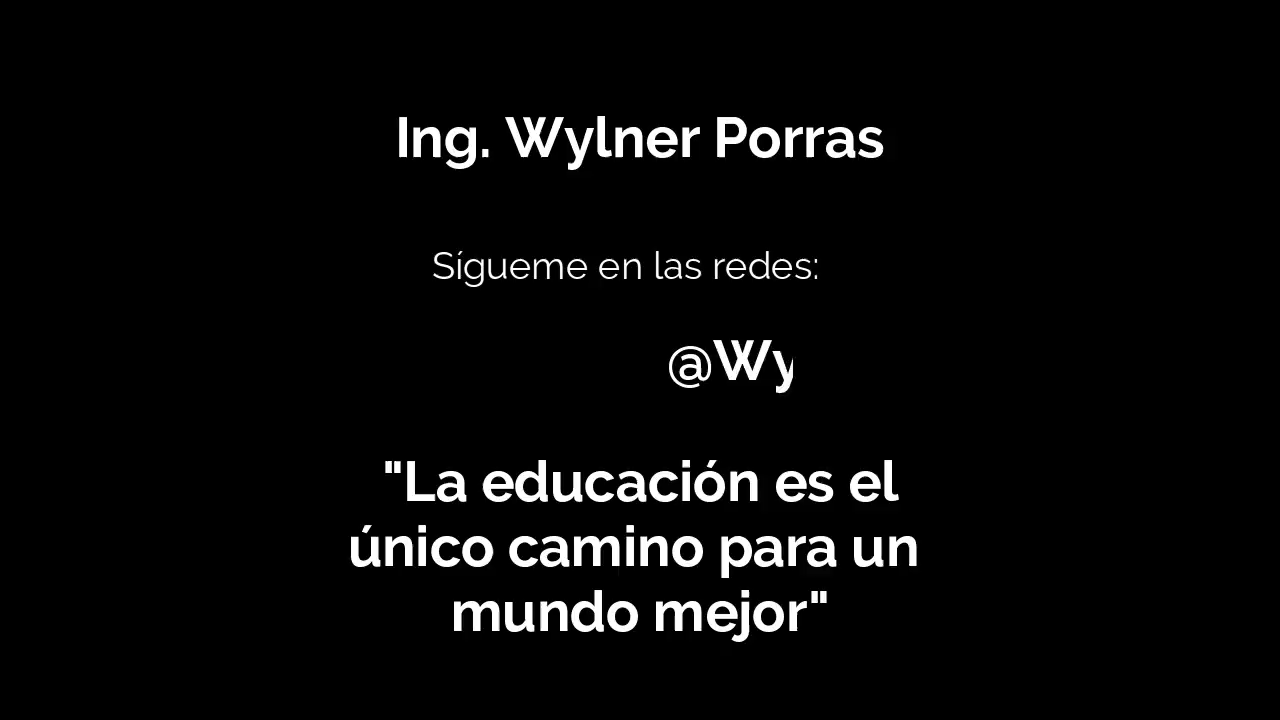 Ing. Wylner Porras
Sígueme en las redes:
@Wy
"La educación es el
único camino para un
mundo mejor"